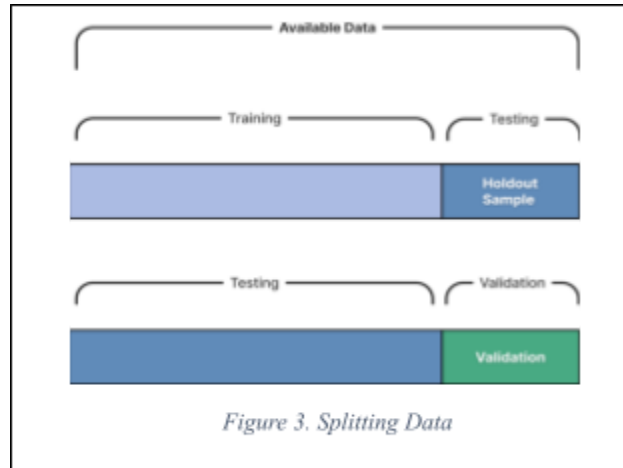 Available Data
Training Testing
Holdout
Sample
Testing Validation
Validation
Figure 3. Splitting Data